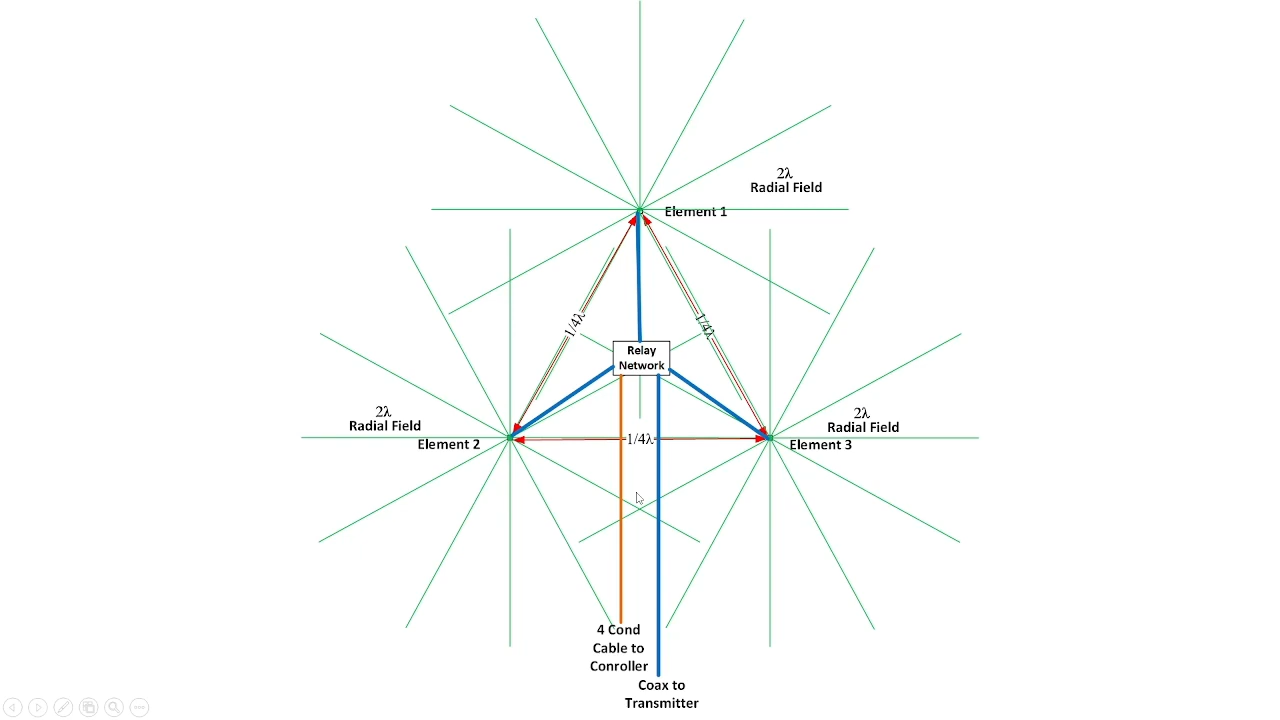 2λ
Radial Field
Element 1
1/4λ
1/4λ
Relay
Network
2λ
Radial Field
Element 2
2λ
Radial Field
Element 3
1/4λ
4 Cond
Cable to
Conroller
Coax to
Transmitter